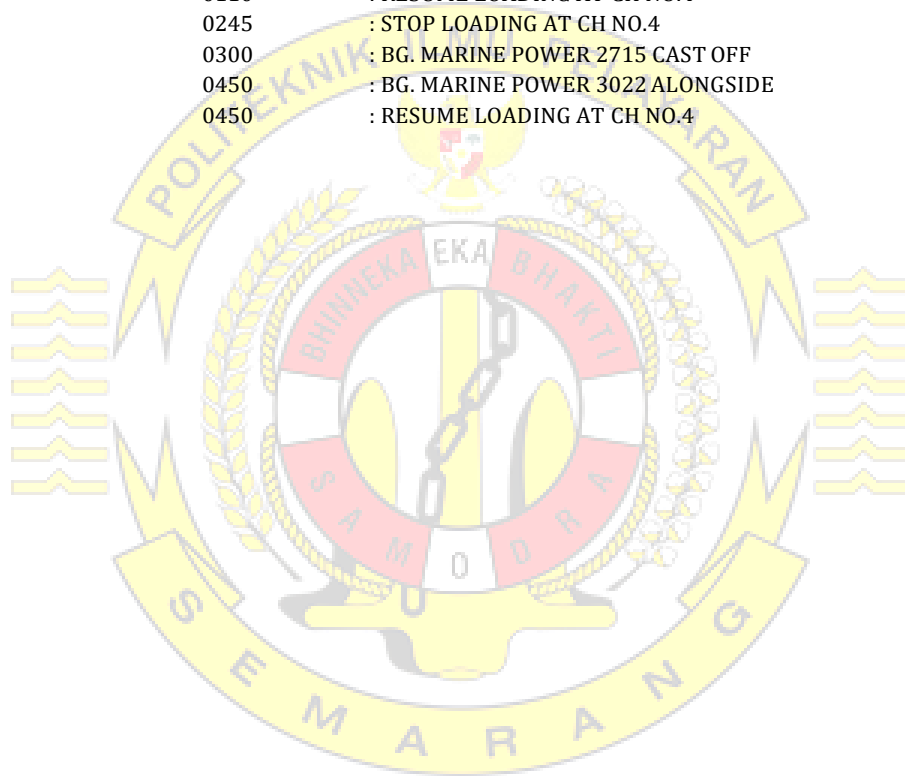 0245 : STOP LOADING AT CH NO.4
0300 : BG. MARINE POWER 2715 CAST OFF
0450 : BG. MARINE POWER 3022 ALONGSIDE
0450 : RESUME LOADING AT CH NO.4
POLITEKNIK ILMU PELAYARAN
BHINNEKA EKA BHAKTI
SAMODRA
SEMARANG